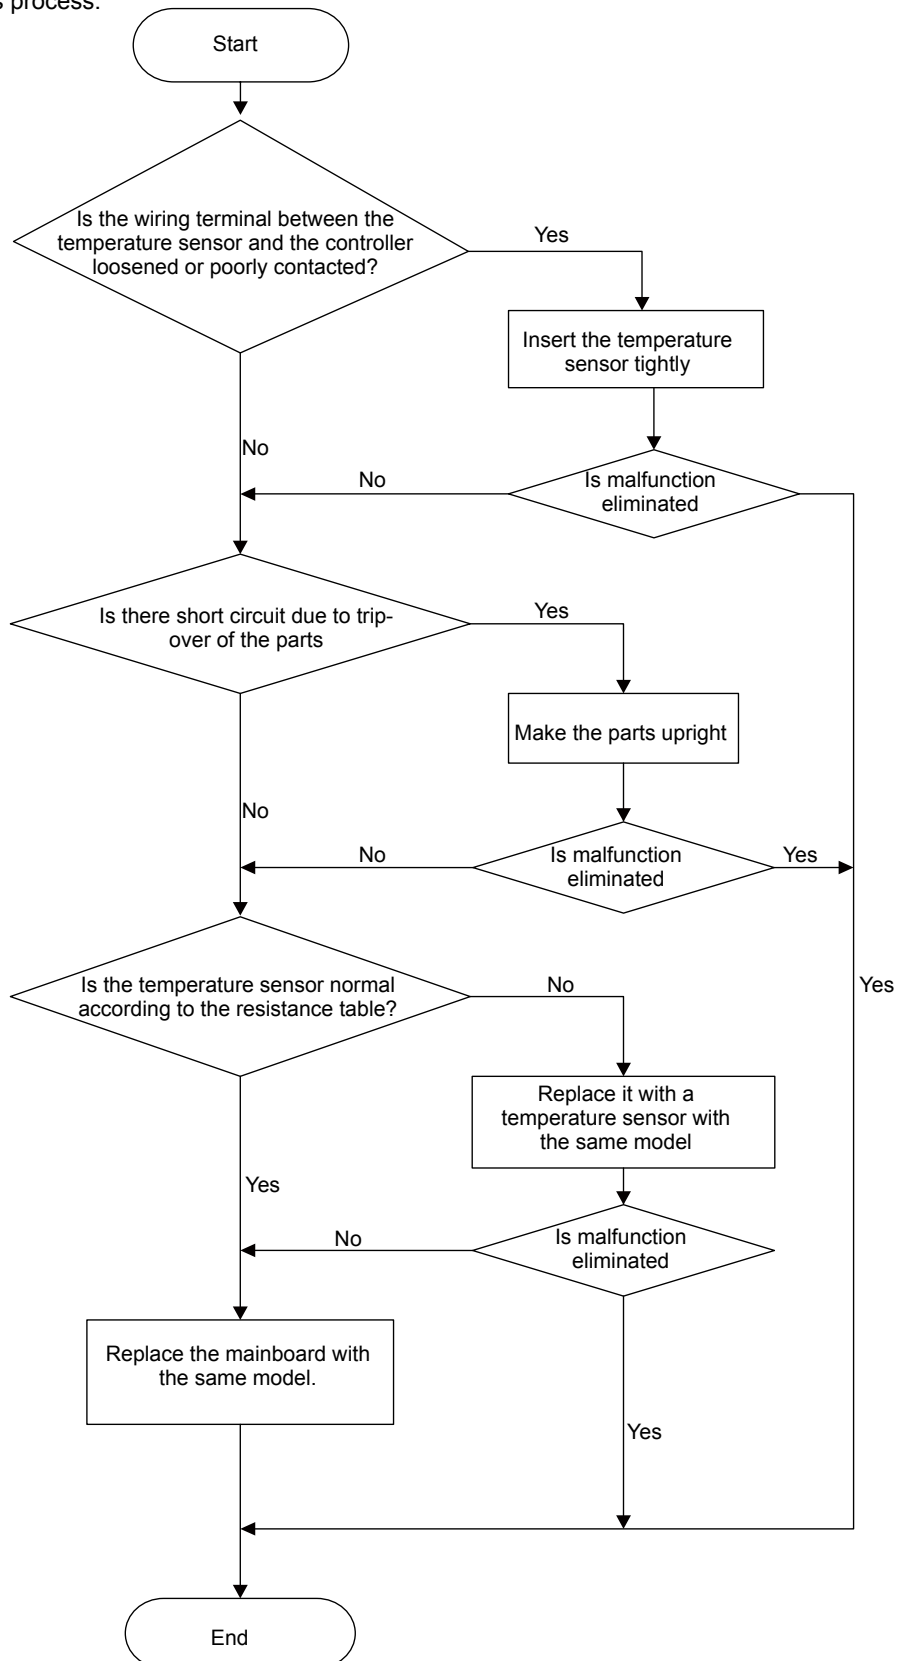 s process.
Start
Is the wiring terminal between the
temperature sensor and the controller
loosened or poorly contacted?
Yes
Insert the temperature
sensor tightly
No
No
Is malfunction
eliminated
Is there short circuit due to trip-
over of the parts
Yes
Make the parts upright
No
No
Is malfunction
eliminated
Yes
Is the temperature sensor normal
according to the resistance table?
No
Yes
Replace it with a
temperature sensor with
the same model
Yes
No
Is malfunction
eliminated
Replace the mainboard with
the same model.
Yes
End